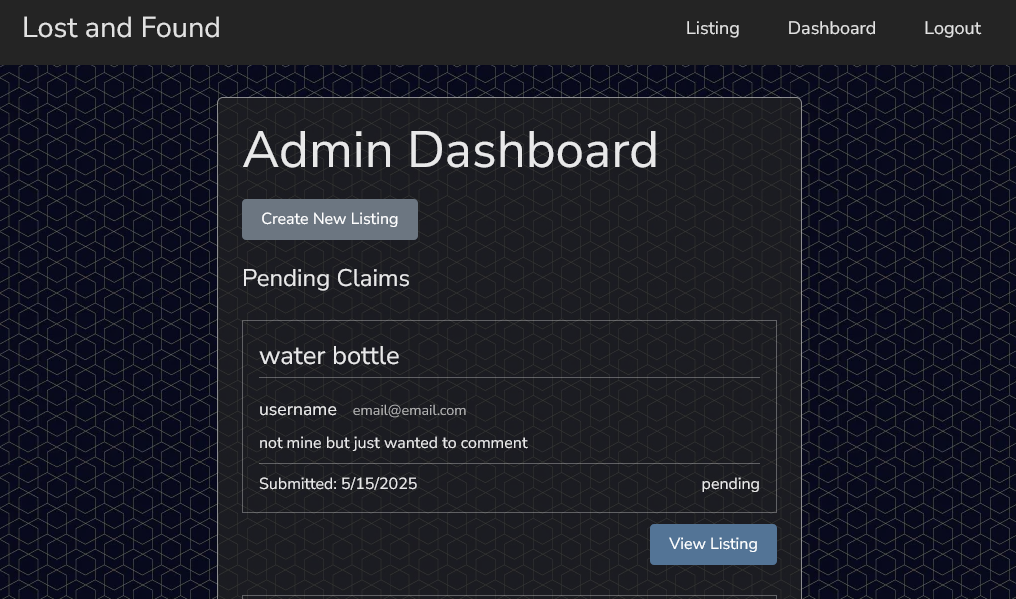 Lost and Found Listing Dashboard Logout
Admin Dashboard
Create New Listing
Pending Claims
water bottle
username email@email.com
not mine but just wanted to comment
Submitted: 5/15/2025 pending
View Listing